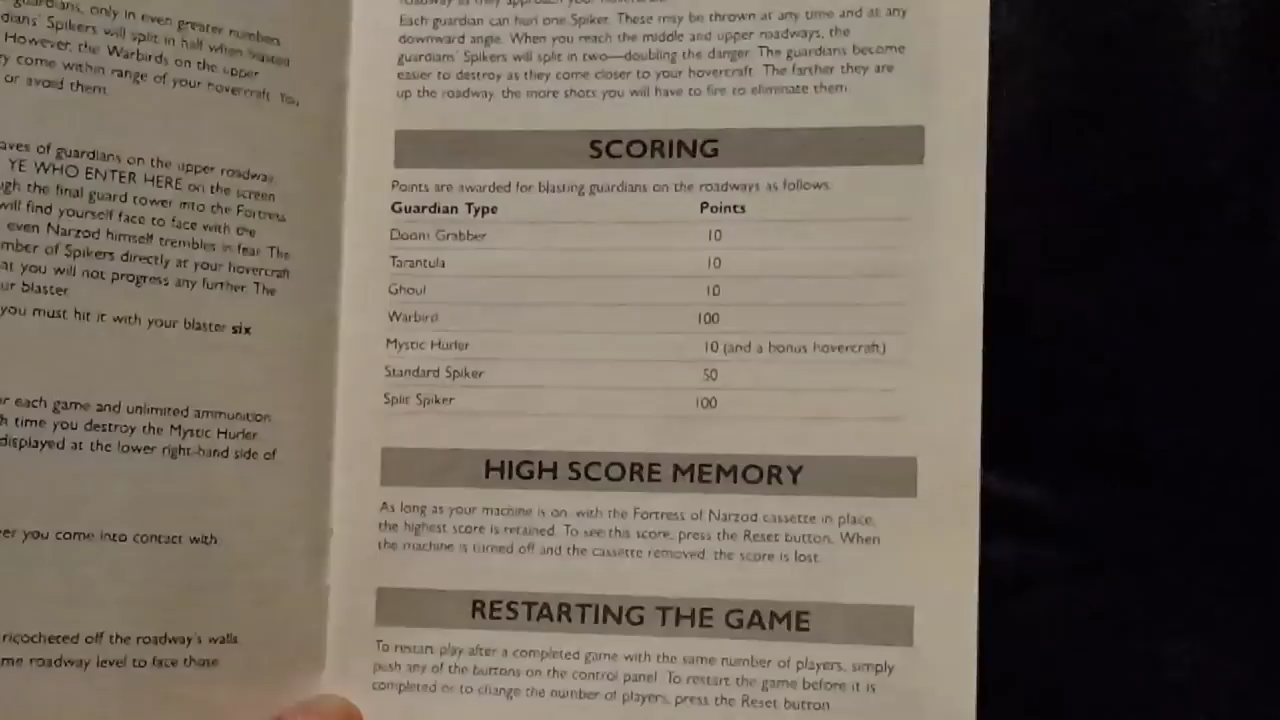 guardians, only in even greater numbers.
dians' Spikers will split in half when blasted
However, the Warbirds on the upper
y come within range of your hovercraft. You
or avoid them.
aves of guardians on the upper roadway,
YE WHO ENTER HERE on the screen
ugh the final guard tower into the Fortress
will find yourself face to face with the
even Narzod himself trembles in fear. The
mber of Spikers directly at your hovercraft
at you will not progress any further. The
ur blaster.
you must hit it with your blaster six
or each game and unlimited ammunition.
h time you destroy the Mystic Hurler.
displayed at the lower right-hand side of
er you come into contact with
ricocheted off the roadway's walls.
me roadway level to face those
roadway as they approach your
Each guardian can hurl one Spiker. These may be thrown at any time and at any
downward angle. When you reach the middle and upper roadways, the
guardians' Spikers will split in two—doubling the danger. The guardians become
easier to destroy as they come closer to your hovercraft. The farther they are
up the roadway, the more shots you will have to fire to eliminate them.
SCORING
Points are awarded for blasting guardians on the roadways as follows:
Guardian Type Points
Doom Grabber 10
Tarantula 10
Ghoul 10
Warbird 100
Mystic Hurler 10 (and a bonus hovercraft)
Standard Spiker 50
Split Spiker 100
HIGH SCORE MEMORY
As long as your machine is on, with the Fortress of Narzod cassette in place,
the highest score is retained. To see this score, press the Reset button. When
the machine is turned off and the cassette removed, the score is lost.
RESTARTING THE GAME
To restart play after a completed game with the same number of players, simply
push any of the buttons on the control panel. To restart the game before it is
completed or to change the number of players, press the Reset button.